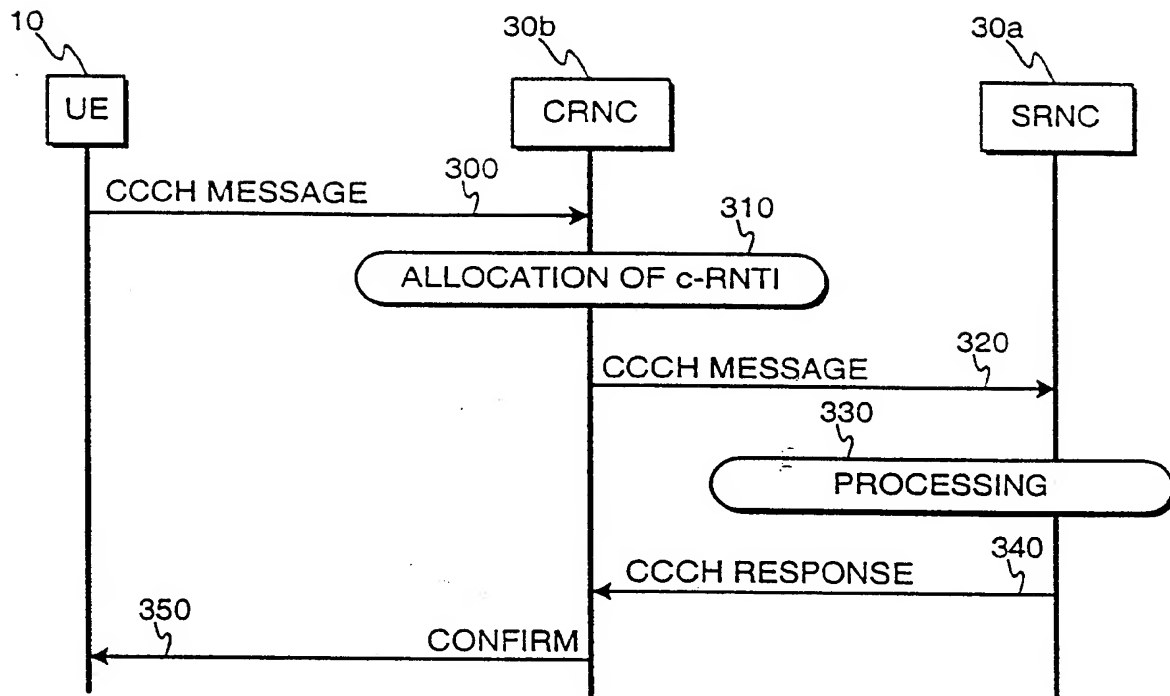 10 30b 30a
UE CRNC SRNC
300
CCCH MESSAGE
310
ALLOCATION OF c-RNTI
320
CCCH MESSAGE
330
PROCESSING
340
CCCH RESPONSE
350
CONFIRM